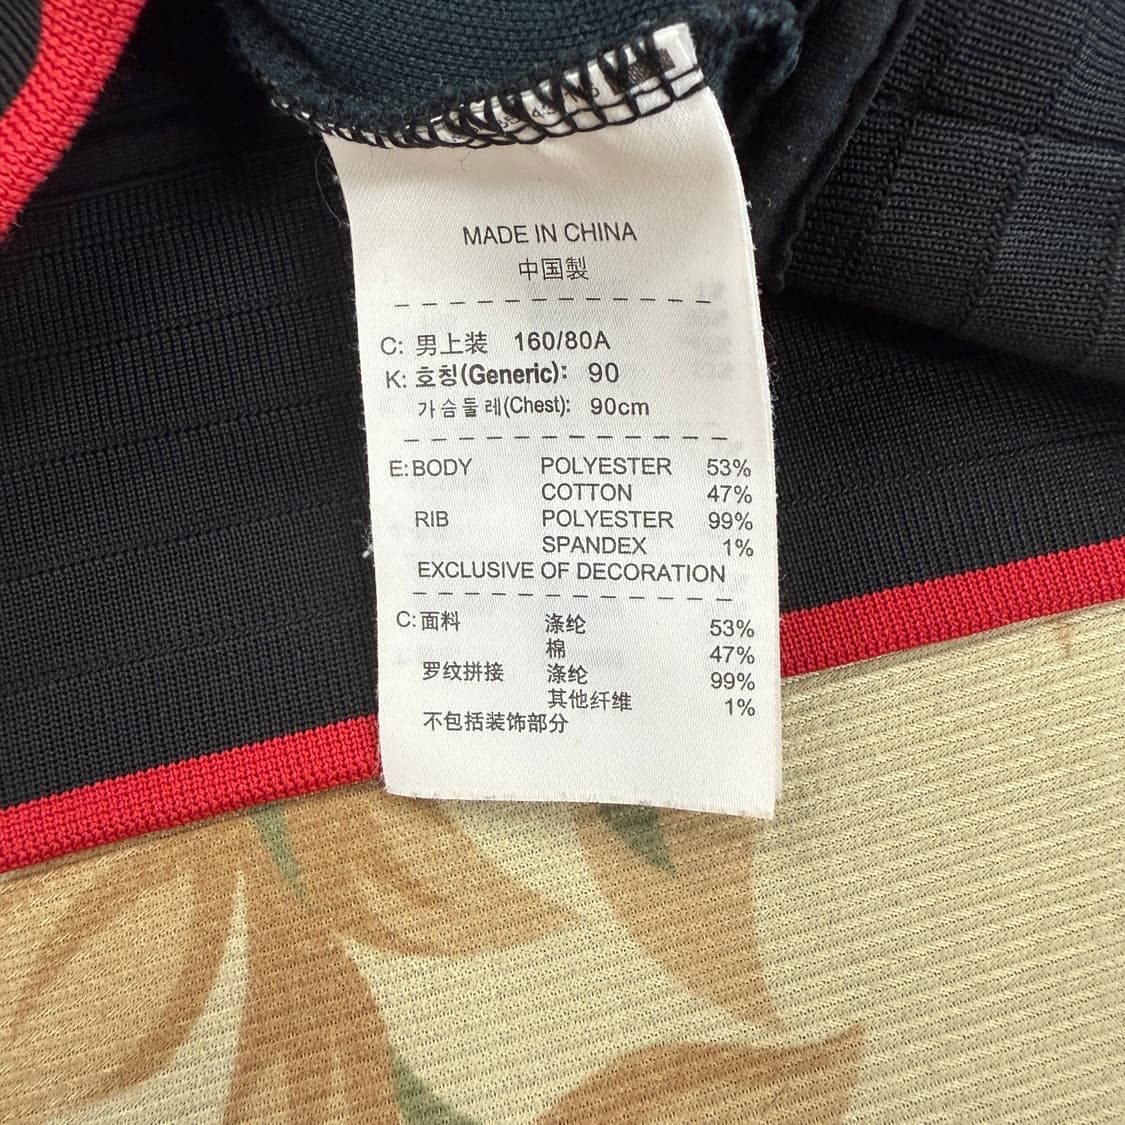 MADE IN CHINA
中国製
C: 男上装 160/80A
K: 호칭(Generic): 90
가슴둘레(Chest): 90cm
E: BODY POLYESTER 53%
COTTON 47%
RIB POLYESTER 99%
SPANDEX 1%
EXCLUSIVE OF DECORATION
C: 面料 涤纶 53%
棉 47%
罗纹拼接 涤纶 99%
其他纤维 1%
不包括装饰部分